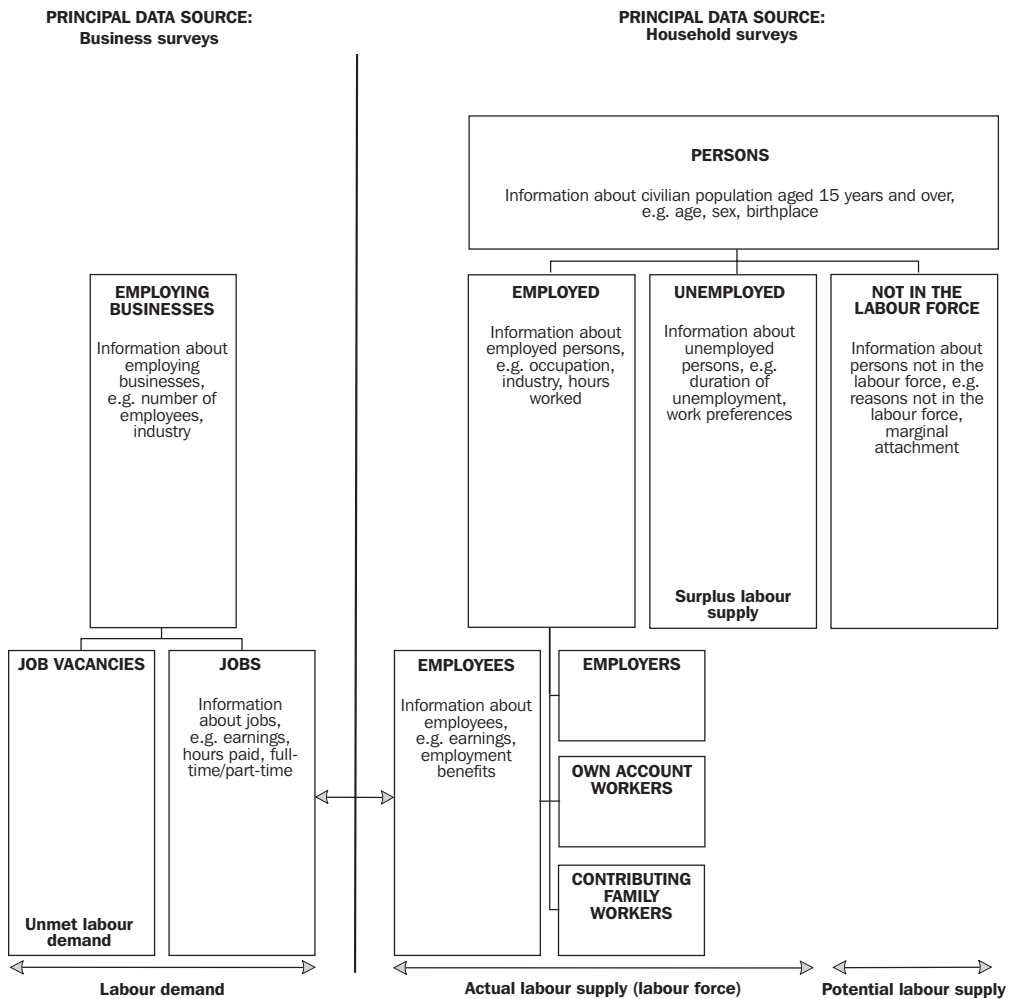 PRINCIPAL DATA SOURCE:
Business surveys
PRINCIPAL DATA SOURCE:
Household surveys
PERSONS
Information about civilian population aged 15 years and over,
e.g. age, sex, birthplace
EMPLOYING
BUSINESSES
Information about
employing
businesses,
e.g. number of
employees,
industry
EMPLOYED
Information about
employed persons,
e.g. occupation,
industry, hours
worked
UNEMPLOYED
Information about
unemployed
persons, e.g.
duration of
unemployment,
work preferences
Surplus labour
supply
NOT IN THE
LABOUR FORCE
Information about
persons not in the
labour force, e.g.
reasons not in the
labour force,
marginal
attachment
JOB VACANCIES
Unmet labour
demand
JOBS
Information
about jobs,
e.g. earnings,
hours paid, full-
time/part-time
EMPLOYEES
Information about
employees,
e.g. earnings,
employment
benefits
EMPLOYERS
OWN ACCOUNT
WORKERS
CONTRIBUTING
FAMILY
WORKERS
Labour demand
Actual labour supply (labour force)
Potential labour supply